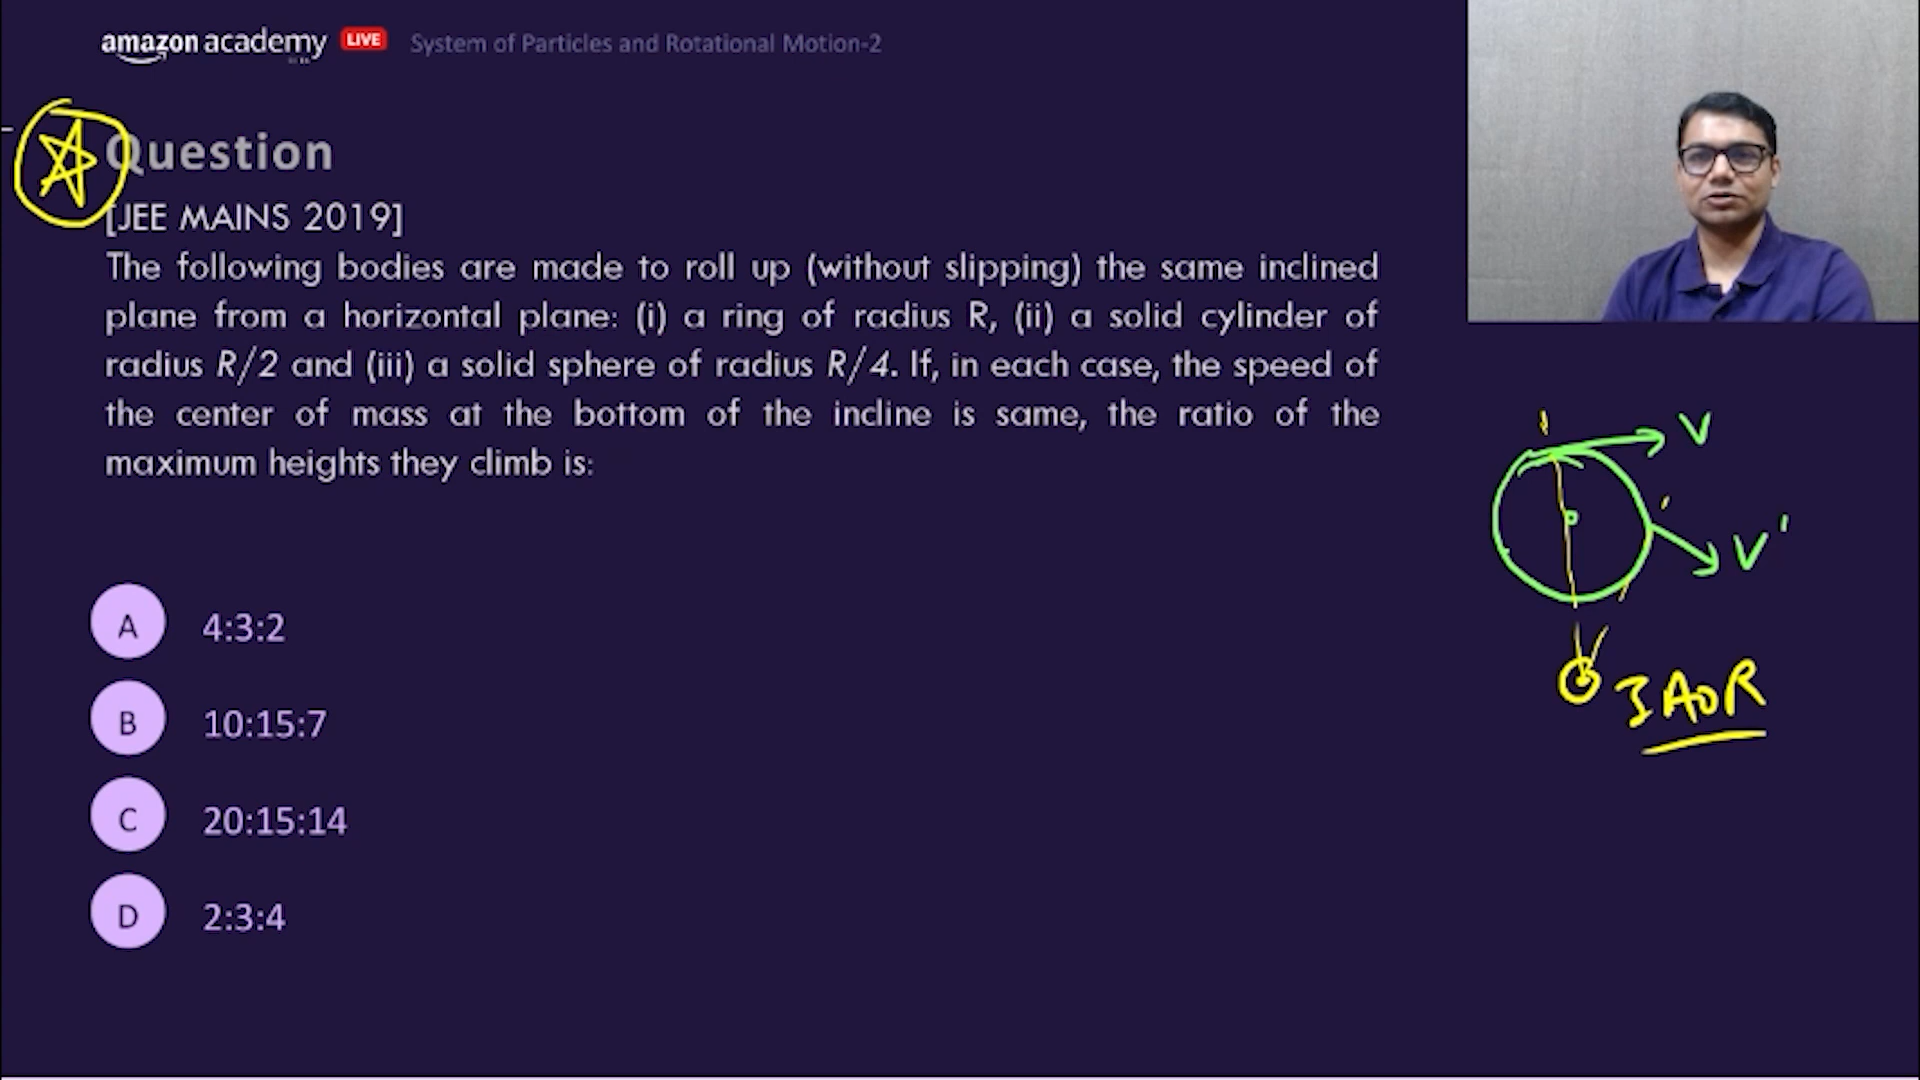 amazon academy LIVE System of Particles and Rotational Motion-2
Question
[JEE MAINS 2019]
The following bodies are made to roll up (without slipping) the same inclined
plane from a horizontal plane: (i) a ring of radius R, (ii) a solid cylinder of
radius R/2 and (iii) a solid sphere of radius R/4. If, in each case, the speed of
the center of mass at the bottom of the incline is same, the ratio of the
maximum heights they climb is:
A 4:3:2
B 10:15:7
C 20:15:14
D 2:3:4
V
V'
IAOR